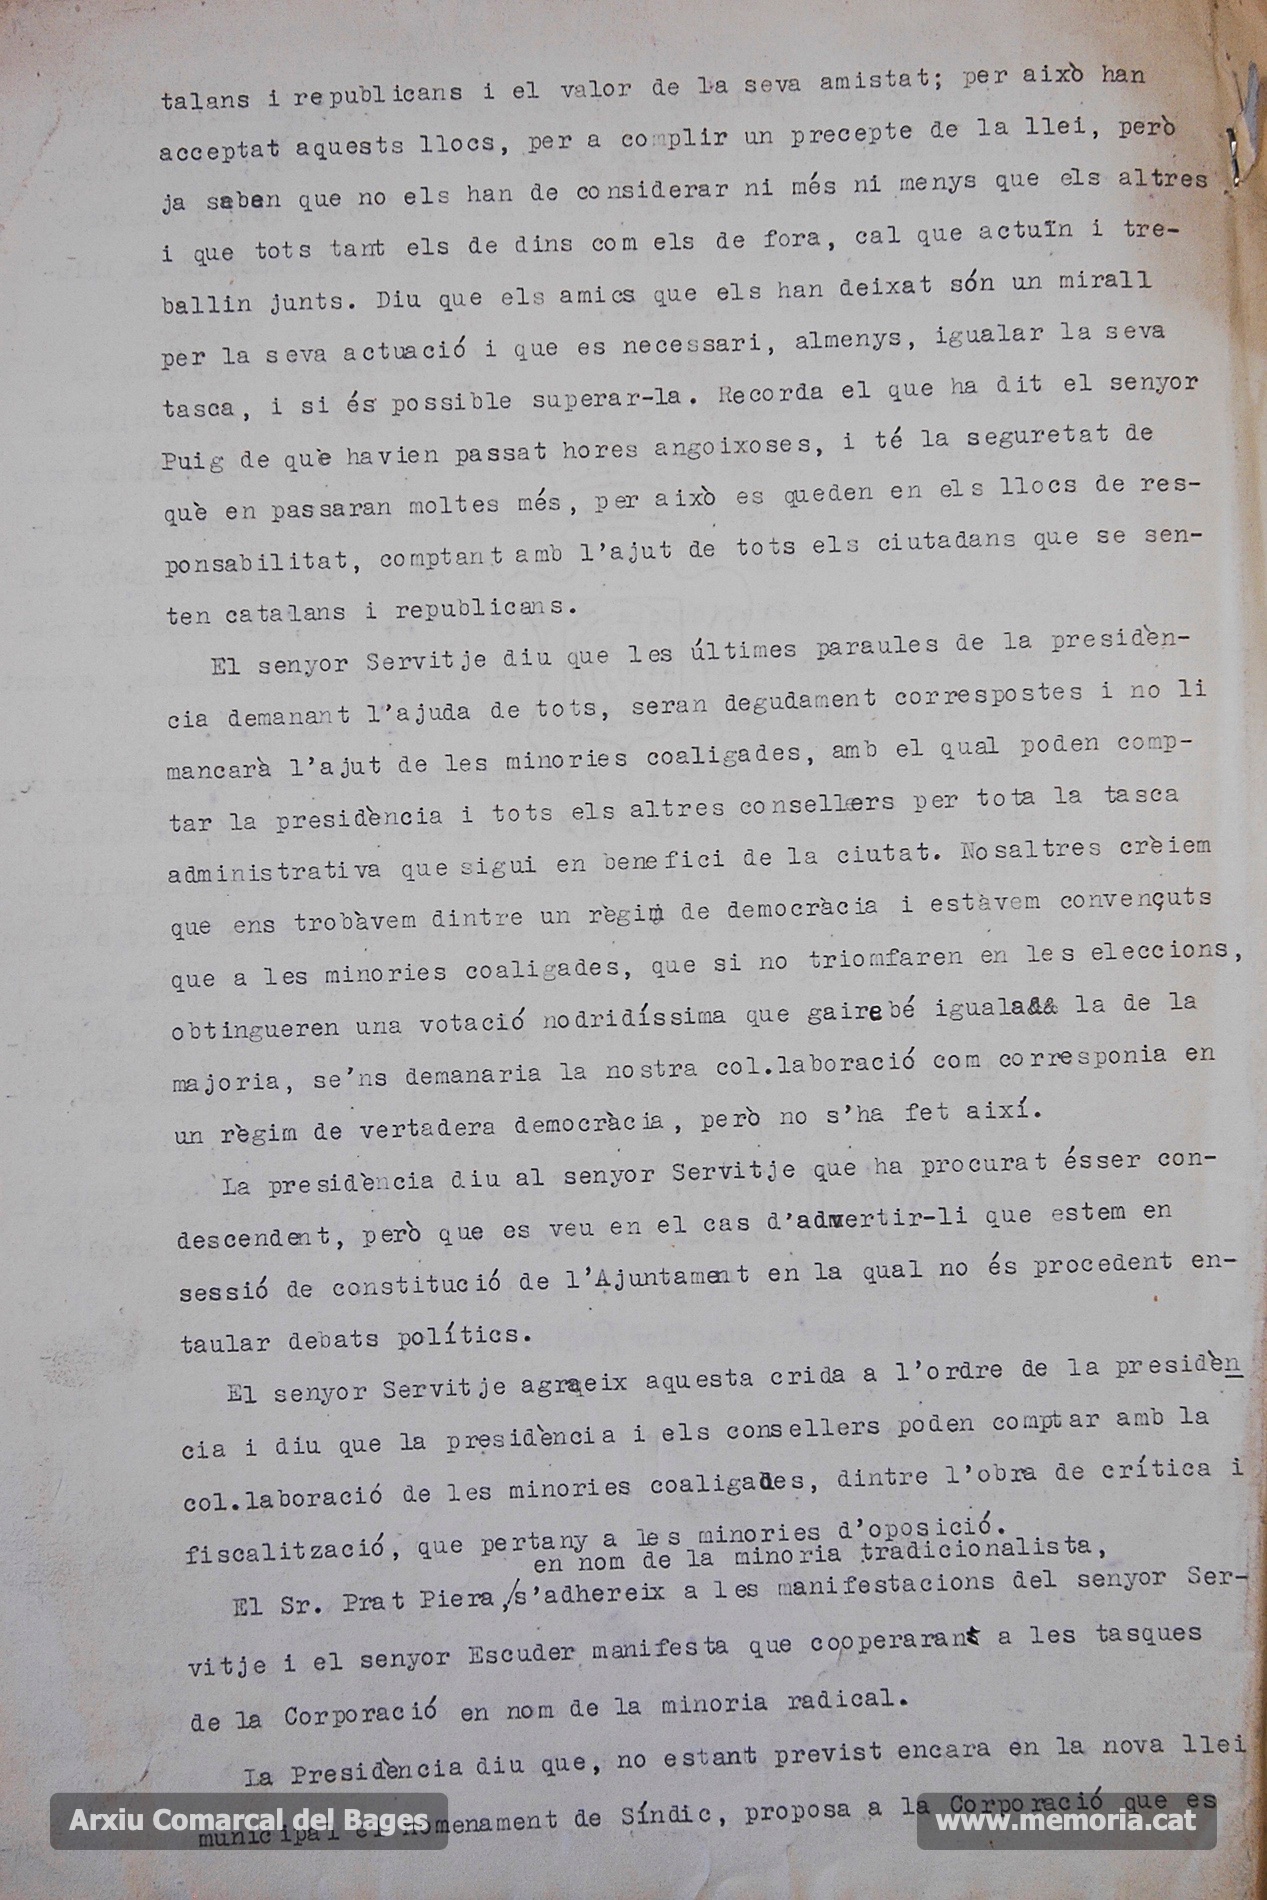 talans i republicans i el valor de la seva amistat; per això han
acceptat aquests llocs, per a complir un precepte de la llei, però
ja saben que no els han de considerar ni més ni menys que els altres
i que tots tant els de dins com els de fora, cal que actuïn i tre-
ballin junts. Diu que els amics que els han deixat són un mirall
per la seva actuació i que es necessari, almenys, igualar la seva
tasca, i si és possible superar-la. Recorda el que ha dit el senyor
Puig de què havien passat hores angoixoses, i té la seguretat de
què en passaran moltes més, per això es queden en els llocs de res-
ponsabilitat, comptant amb l'ajut de tots els ciutadans que se sen-
ten catalans i republicans.
El senyor Servitje diu que les últimes paraules de la presidèn-
cia demanant l'ajuda de tots, seran degudament correspostes i no li
mancarà l'ajut de les minories coaligades, amb el qual poden comp-
tar la presidència i tots els altres consellers per tota la tasca
administrativa que sigui en benefici de la ciutat. Nosaltres crèiem
que ens trobàvem dintre un règim de democràcia i estàvem convençuts
que a les minories coaligades, que si no triomfaren en les eleccions,
obtingueren una votació nodridíssima que gairebé iguala&& la de la
majoria, se'ns demanaria la nostra col.laboració com corresponia en
un règim de vertadera democràcia, però no s'ha fet així.
La presidència diu al senyor Servitje que ha procurat ésser con-
descendent, però que es veu en el cas d'advertir-li que estem en
sessió de constitució de l'Ajuntament en la qual no és procedent en-
taular debats polítics.
El senyor Servitje agraeix aquesta crida a l'ordre de la presidèn
cia i diu que la presidència i els consellers poden comptar amb la
col.laboració de les minories coaligades, dintre l'obra de crítica i
fiscalització, que pertany a les minories d'oposició.
en nom de la minoria tradicionalista,
El Sr. Prat Piera,/s'adhereix a les manifestacions del senyor Ser-
vitje i el senyor Escuder manifesta que cooperarant a les tasques
de la Corporació en nom de la minoria radical.
La Presidència diu que, no estant previst encara en la nova llei
municipal el nomenament de Síndic, proposa a la Corporació que es
Arxiu Comarcal del Bages
www.memoria.cat